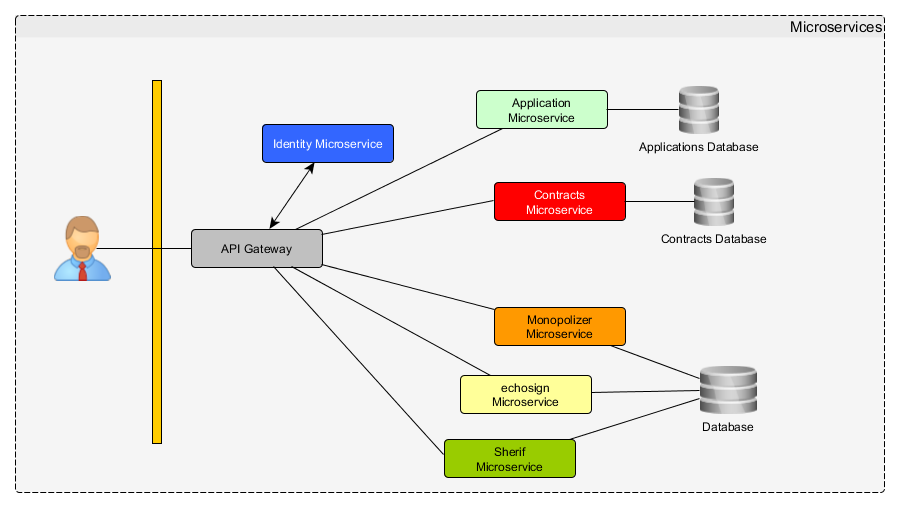 Microservices
Application
Microservice
Applications Database
Identity Microservice
Contracts
Microservice
Contracts Database
API Gateway
Monopolizer
Microservice
echosign
Microservice
Database
Sherif
Microservice